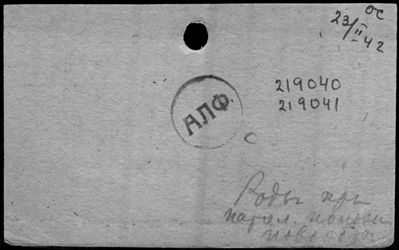 ос
23/II-42
219040
219041
АЛФ.
с
Роды при